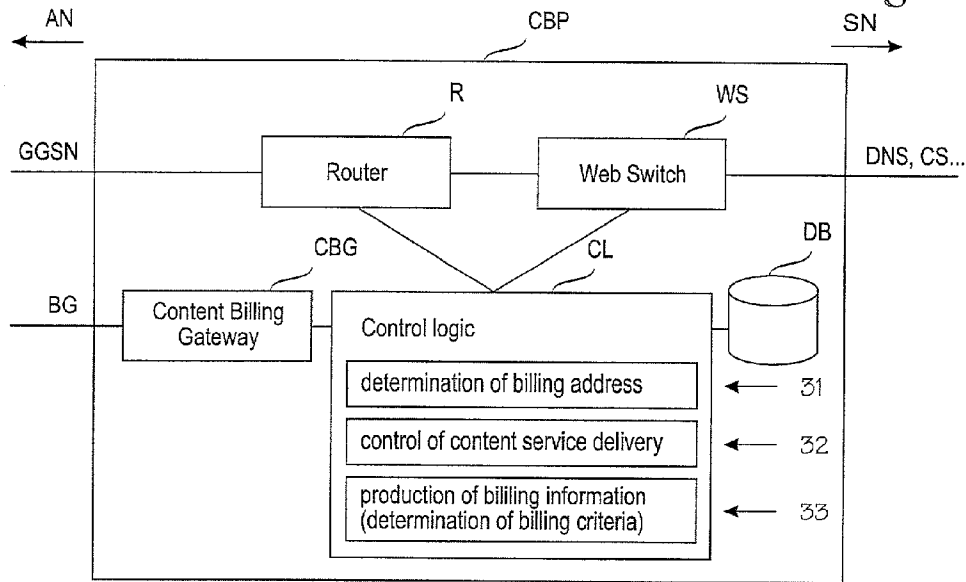 AN
CBP
SN
R
WS
GGSN
Router
Web Switch
DNS, CS...
CBG
CL
DB
BG
Content Billing
Gateway
Control logic
determination of billing address
31
control of content service delivery
32
production of bililing information
(determination of billing criteria)
33